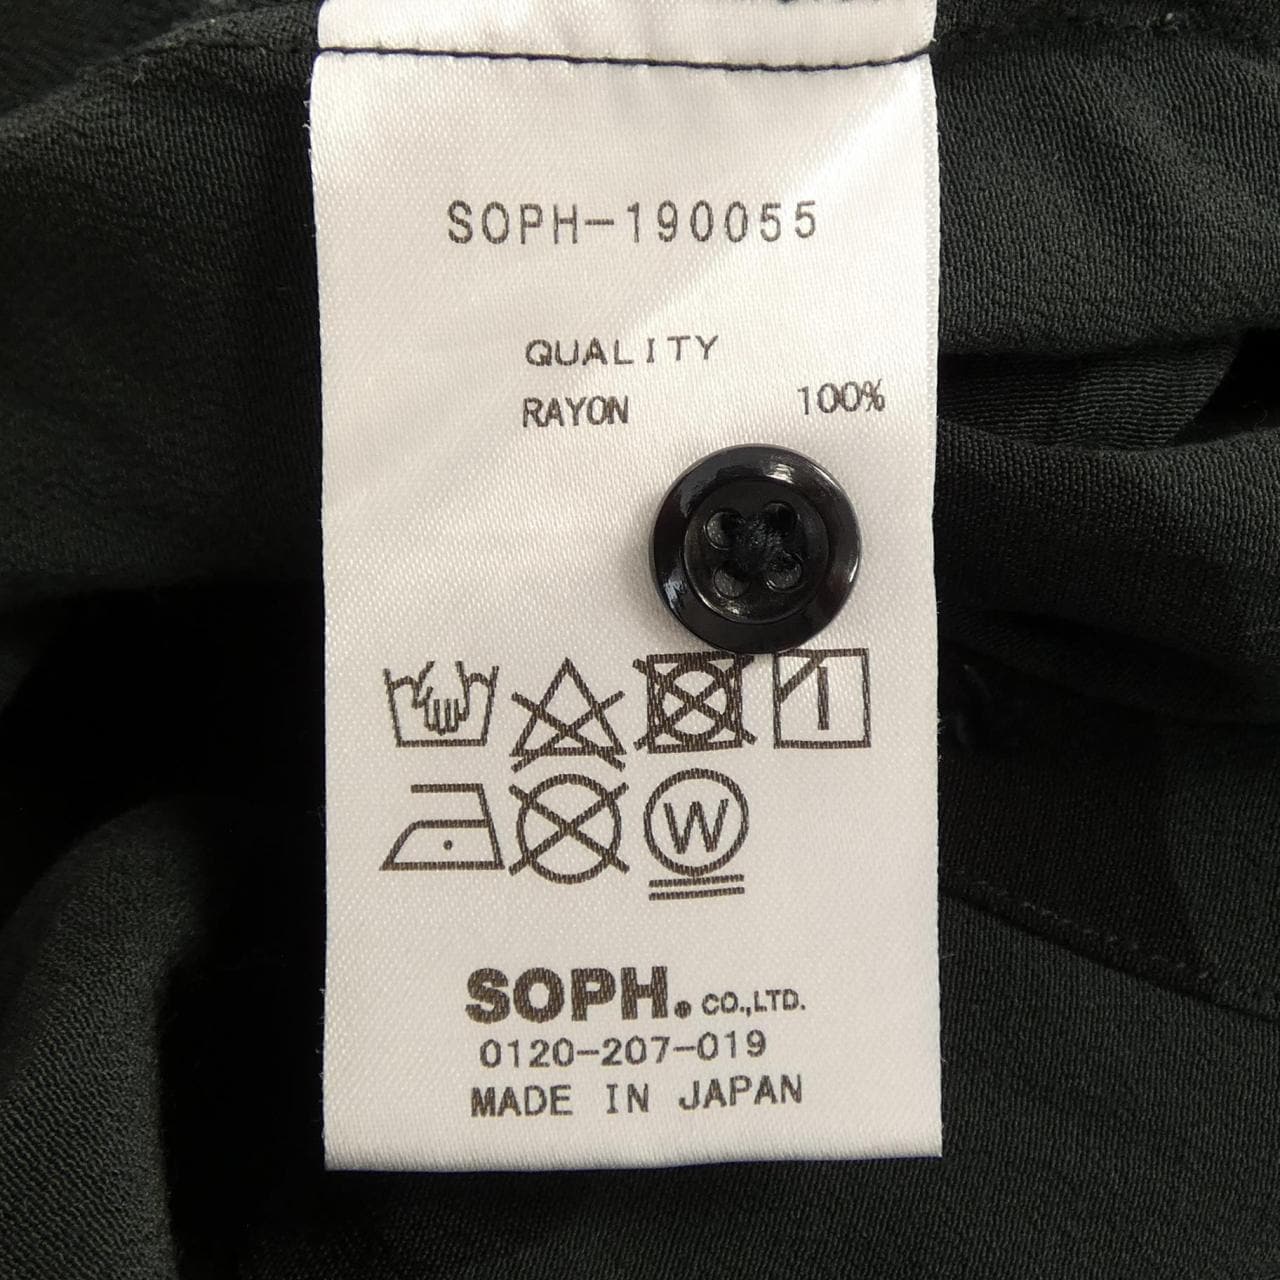 SOPH-190055
QUALITY
RAYON 100%
W
SOPH. CO.,LTD.
0120-207-019
MADE IN JAPAN